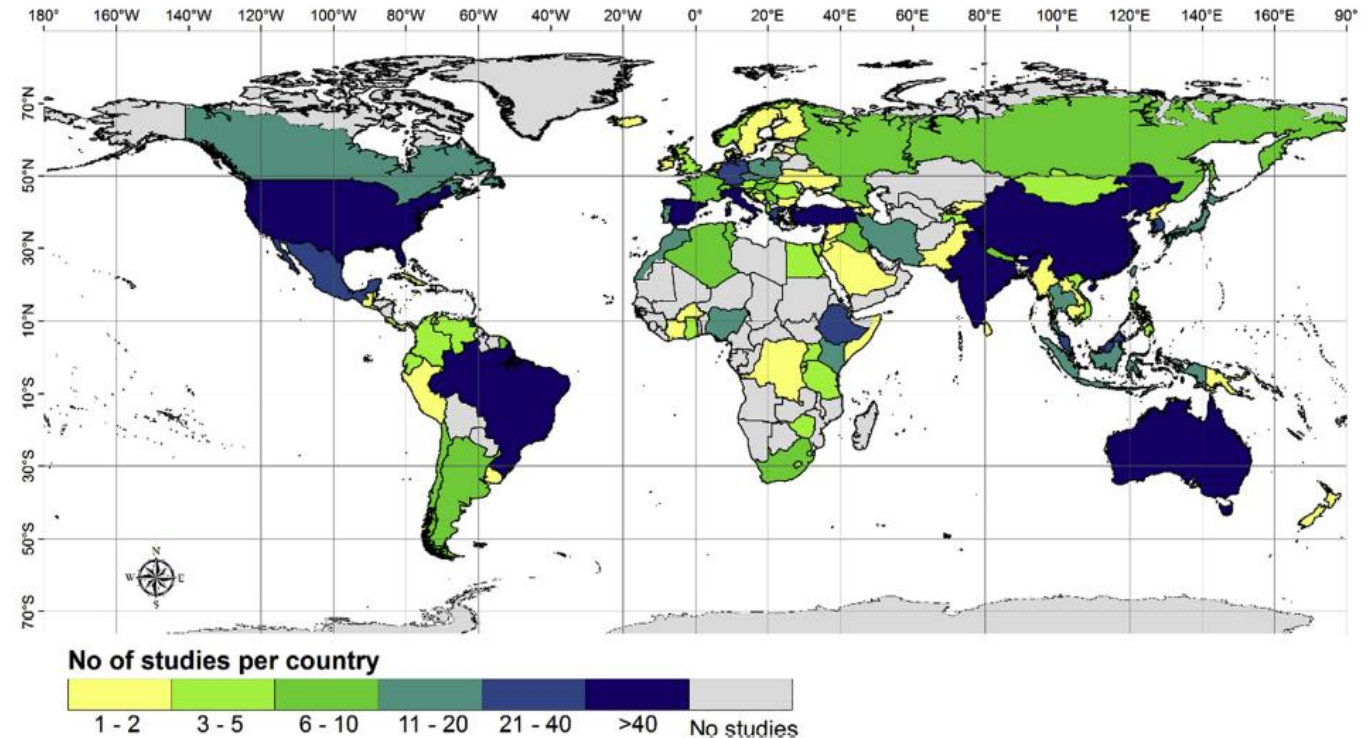 180° 160°W 140°W 120°W 100°W 80°W 60°W 40°W 20°W 0° 20°E 40°E 60°E 80°E 100°E 120°E 140°E 160°E 90°
70°N
50°N
30°N
10°N
10°S
30°S
50°S
70°S
N
W E
S
No of studies per country
1 - 2 3 - 5 6 - 10 11 - 20 21 - 40 >40 No studies